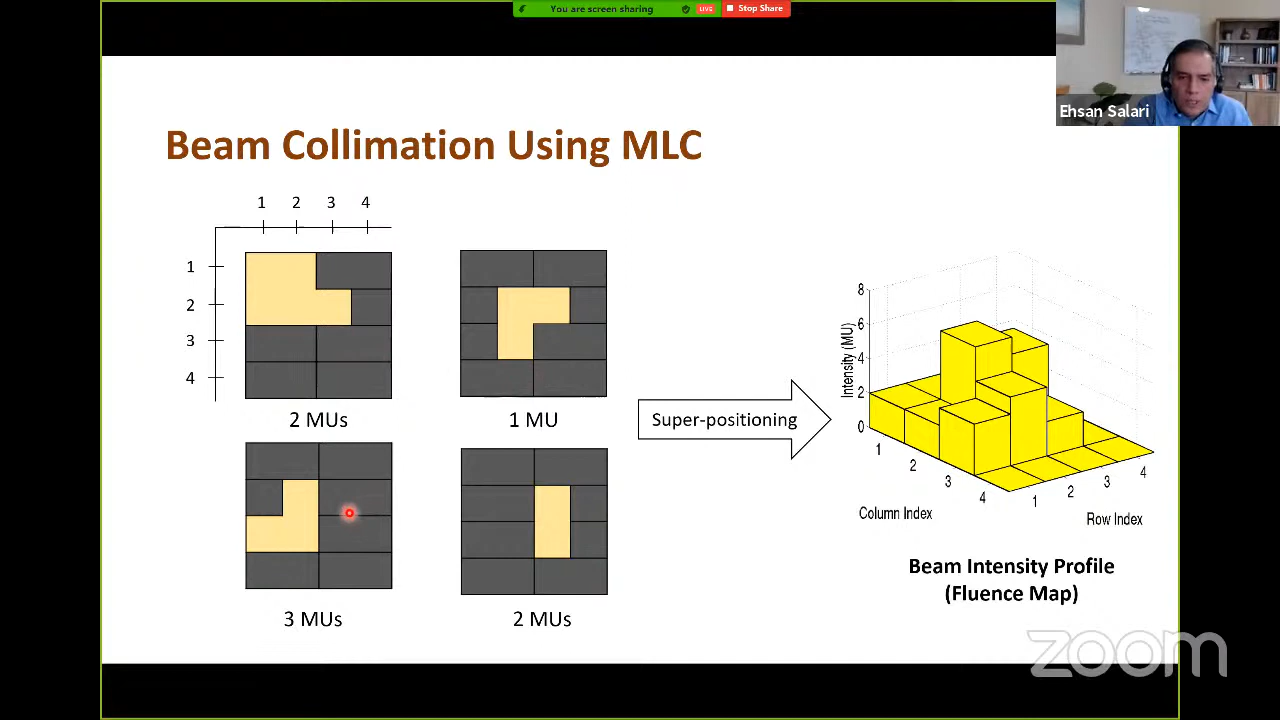 You are screen sharing LIVE Stop Share
Ehsan Salari
Beam Collimation Using MLC
1 2 3 4
1
2
3
4
2 MUs
1 MU
3 MUs
2 MUs
Super-positioning
Intensity (MU)
8
6
4
2
0
1
2
3
4
Column Index
1
2
3
4
Row Index
Beam Intensity Profile
(Fluence Map)
zoom